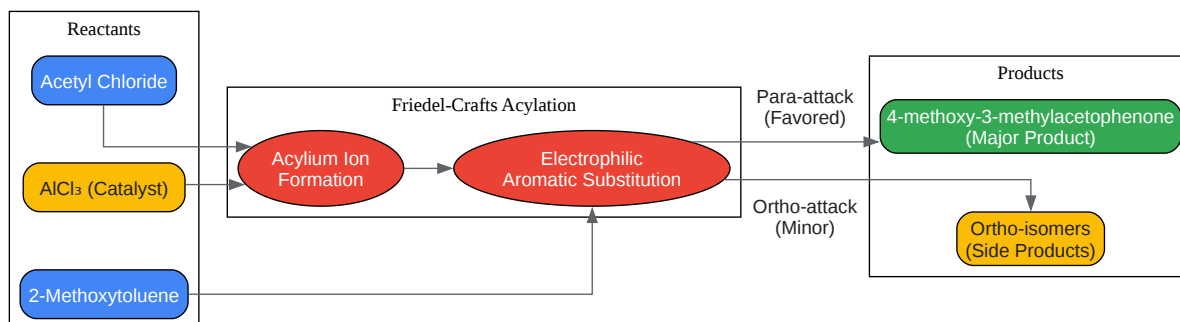 Reactants
Acetyl Chloride
AlCl₃ (Catalyst)
2-Methoxytoluene
Friedel-Crafts Acylation
Acylium Ion
Formation
Electrophilic
Aromatic Substitution
Para-attack
(Favored)
Ortho-attack
(Minor)
Products
4-methoxy-3-methylacetophenone
(Major Product)
Ortho-isomers
(Side Products)